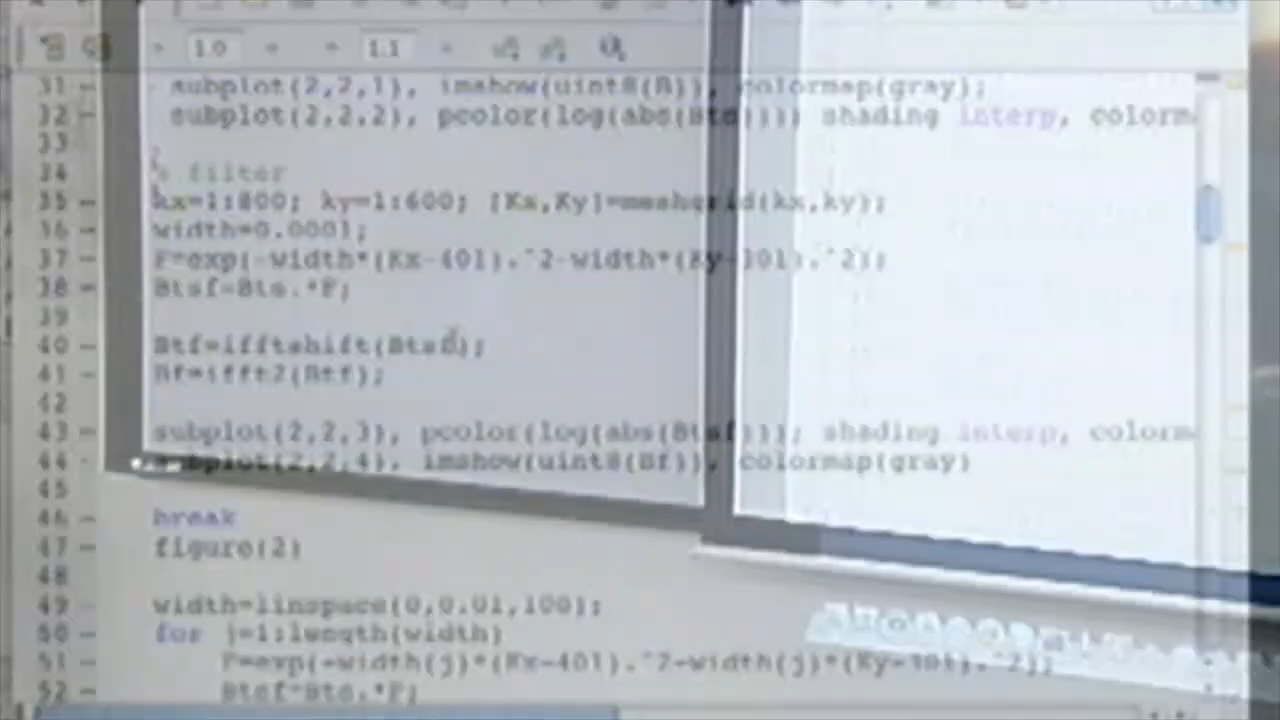 1.0 1.1
31 - subplot(2,2,1), imshow(uint8(B)), colormap(gray);
32 - subplot(2,2,2), pcolor(log(abs(Bts))); shading interp, colorm
33
34 % filter
35 - kx=1:800; ky=1:600; [Kx,Ky]=meshgrid(kx,ky);
36 - width=0.0001;
37 - F=exp(-width*(Kx-401).^2-width*(Ky-301).^2);
38 - Btsf=Bts.*F;
39
40 - Btf=ifftshift(Btsf);
41 - Bf=ifft2(Btf);
42
43 - subplot(2,2,3), pcolor(log(abs(Btsf))); shading interp, colorm
44 - subplot(2,2,4), imshow(uint8(Bf)), colormap(gray)
45
46 - break
47 - figure(2)
48
49 - width=linspace(0,0.01,100);
50 - for j=1:length(width)
51 - F=exp(-width(j)*(Kx-401).^2-width(j)*(Ky-301).^2);
52 - Btsf=Bts.*F;